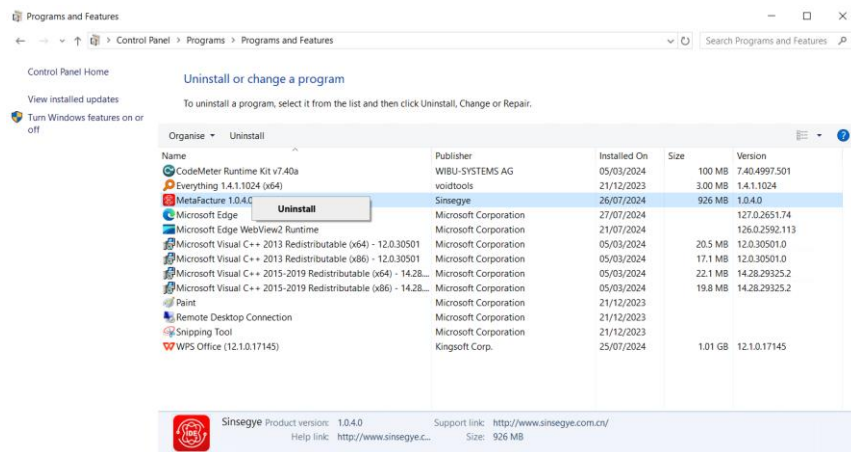 Programs and Features
Control Panel > Programs > Programs and Features
Search Programs and Features
Control Panel Home
View installed updates
Turn Windows features on or
off
Uninstall or change a program
To uninstall a program, select it from the list and then click Uninstall, Change or Repair.
Organise Uninstall
Name Publisher Installed On Size Version
CodeMeter Runtime Kit v7.40a WIBU-SYSTEMS AG 05/03/2024 100 MB 7.40.4997.501
Everything 1.4.1.1024 (x64) voidtools 21/12/2023 3.00 MB 1.4.1.1024
MetaFacture 1.0.4.0 Sinsegye 26/07/2024 926 MB 1.0.4.0
Uninstall
Microsoft Edge Microsoft Corporation 27/07/2024 127.0.2651.74
Microsoft Edge WebView2 Runtime Microsoft Corporation 21/07/2024 126.0.2592.113
Microsoft Visual C++ 2013 Redistributable (x64) - 12.0.30501 Microsoft Corporation 05/03/2024 20.5 MB 12.0.30501.0
Microsoft Visual C++ 2013 Redistributable (x86) - 12.0.30501 Microsoft Corporation 05/03/2024 17.1 MB 12.0.30501.0
Microsoft Visual C++ 2015-2019 Redistributable (x64) - 14.28... Microsoft Corporation 05/03/2024 22.1 MB 14.28.29325.2
Microsoft Visual C++ 2015-2019 Redistributable (x86) - 14.28... Microsoft Corporation 05/03/2024 19.8 MB 14.28.29325.2
Paint Microsoft Corporation 21/12/2023
Remote Desktop Connection Microsoft Corporation 21/12/2023
Snipping Tool Microsoft Corporation 21/12/2023
WPS Office (12.1.0.17145) Kingsoft Corp. 25/07/2024 1.01 GB 12.1.0.17145
IDE
Sinsegye Product version: 1.0.4.0 Support link: http://www.sinsegye.com.cn/
Help link: http://www.sinsegye.c... Size: 926 MB